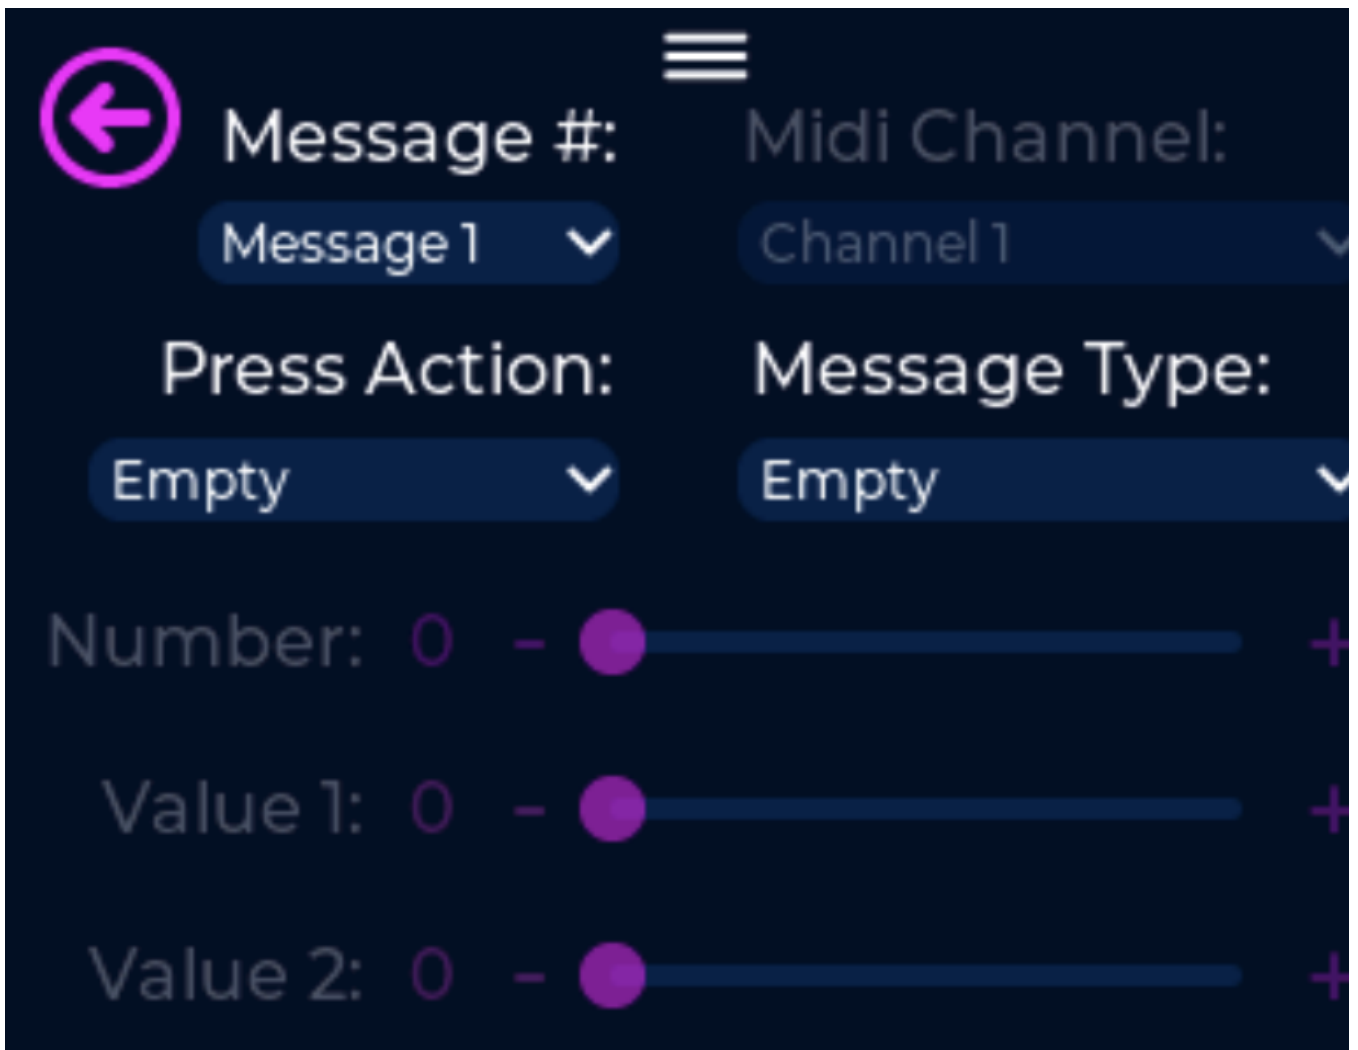 Message #: Midi Channel:
Message 1 Channel 1
Press Action: Message Type:
Empty Empty
Number: 0 - +
Value 1: 0 - +
Value 2: 0 - +